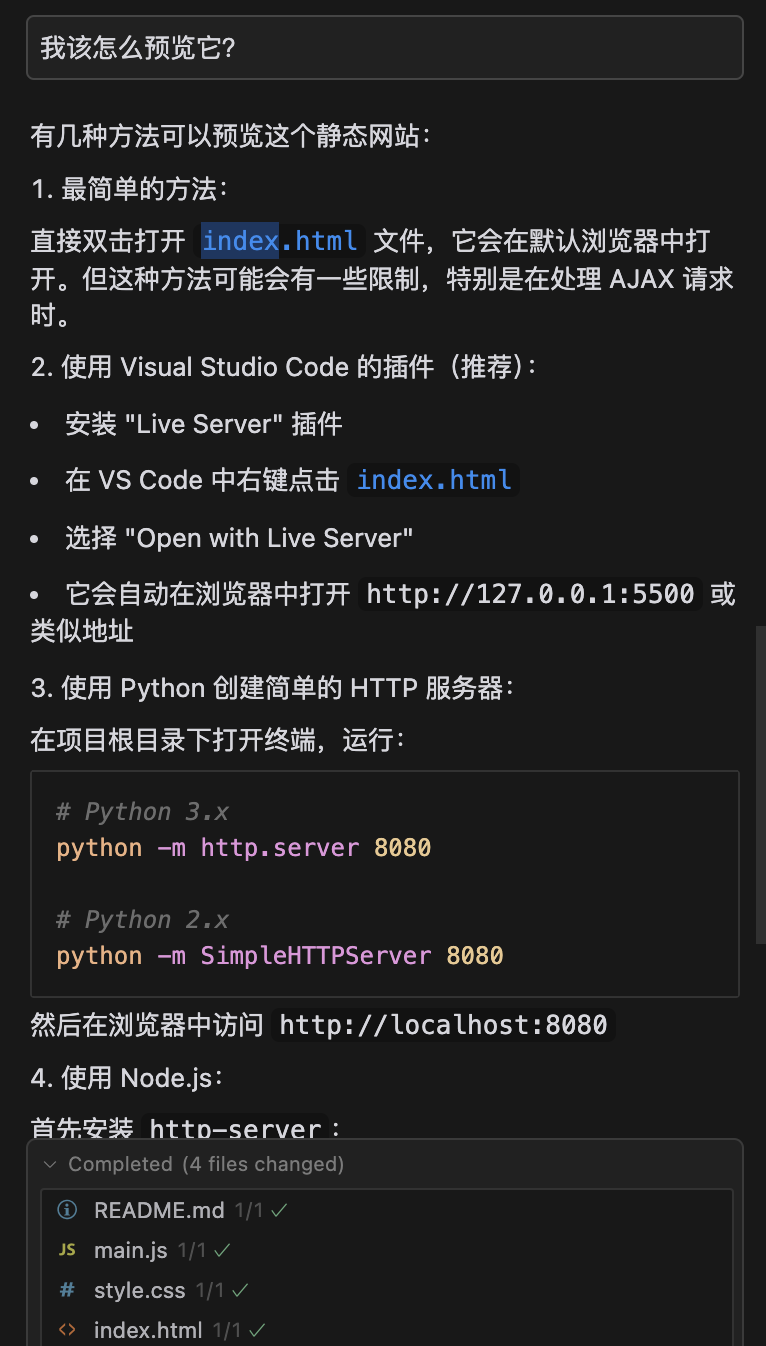 我该怎么预览它?
有几种方法可以预览这个静态网站：
1. 最简单的方法：
直接双击打开 index.html 文件，它会在默认浏览器中打
开。但这种方法可能会有一些限制，特别是在处理 AJAX 请求
时。
2. 使用 Visual Studio Code 的插件（推荐）：
• 安装 "Live Server" 插件
• 在 VS Code 中右键点击 index.html
• 选择 "Open with Live Server"
• 它会自动在浏览器中打开 http://127.0.0.1:5500 或
类似地址
3. 使用 Python 创建简单的 HTTP 服务器：
在项目根目录下打开终端，运行：
# Python 3.x
python -m http.server 8080
# Python 2.x
python -m SimpleHTTPServer 8080
然后在浏览器中访问 http://localhost:8080
4. 使用 Node.js：
首先安装 http-server：
Completed (4 files changed)
README.md 1/1 ✓
JS main.js 1/1 ✓
# style.css 1/1 ✓
<> index.html 1/1 ✓